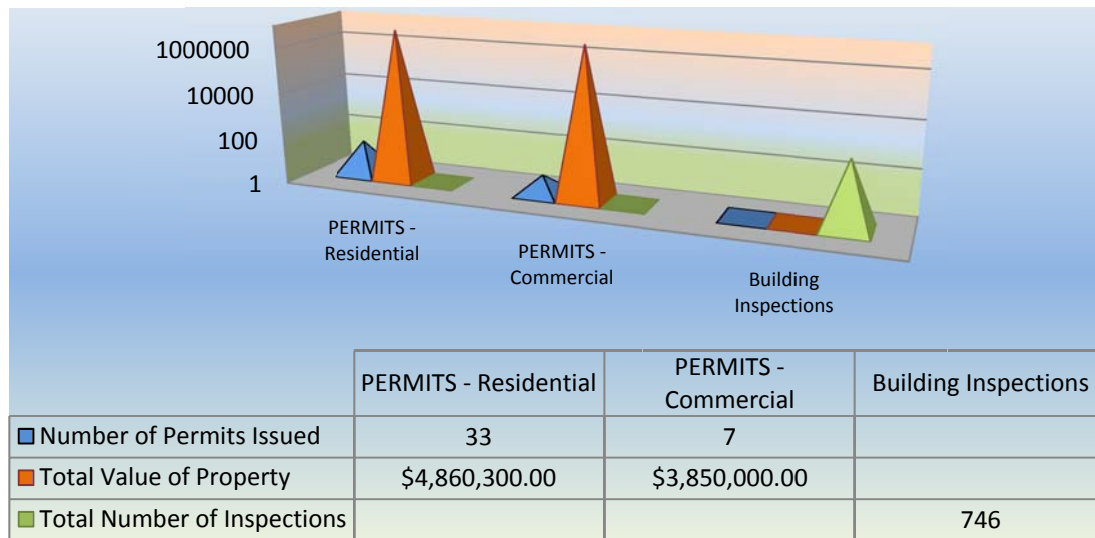 1000000
10000
100
1
PERMITS -
Residential
PERMITS -
Commercial
Building
Inspections
PERMITS - Residential
PERMITS -
Commercial
Building Inspections
Number of Permits Issued 33 7
Total Value of Property $4,860,300.00 $3,850,000.00
Total Number of Inspections 746